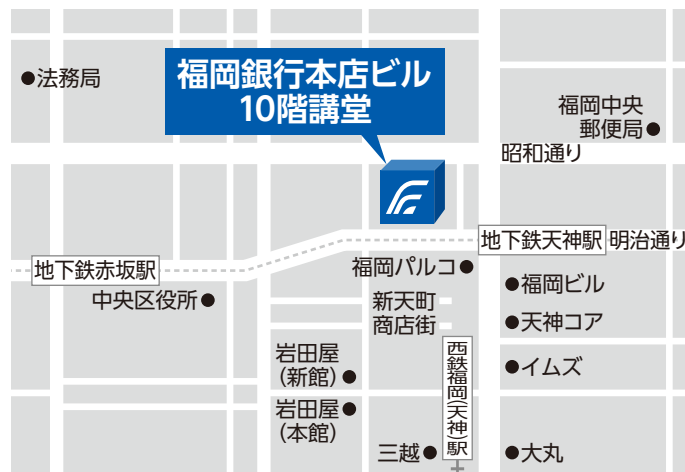 福岡銀行本店ビル
10階講堂
法務局
福岡中央
郵便局
昭和通り
地下鉄天神駅
明治通り
地下鉄赤坂駅
中央区役所
福岡パルコ
新天町
商店街
福岡ビル
天神コア
岩田屋
(新館)
西鉄福岡(天神)駅
イムズ
岩田屋
(本館)
三越
大丸